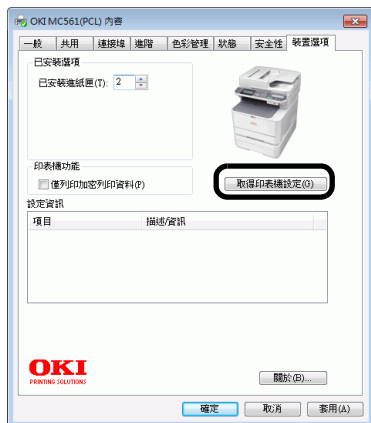 OKI MC561(PCL) 內容
一般 共用 連接埠 進階 色彩管理 狀態 安全性 裝置選項
已安裝選項
已安裝進紙匣(T): 2
印表機功能
僅列印加密列印資料(P)
取得印表機設定(G)
設定資訊
項目 描述/資訊
OKI
PRINTING SOLUTIONS
關於(B)...
確定 取消 套用(A)